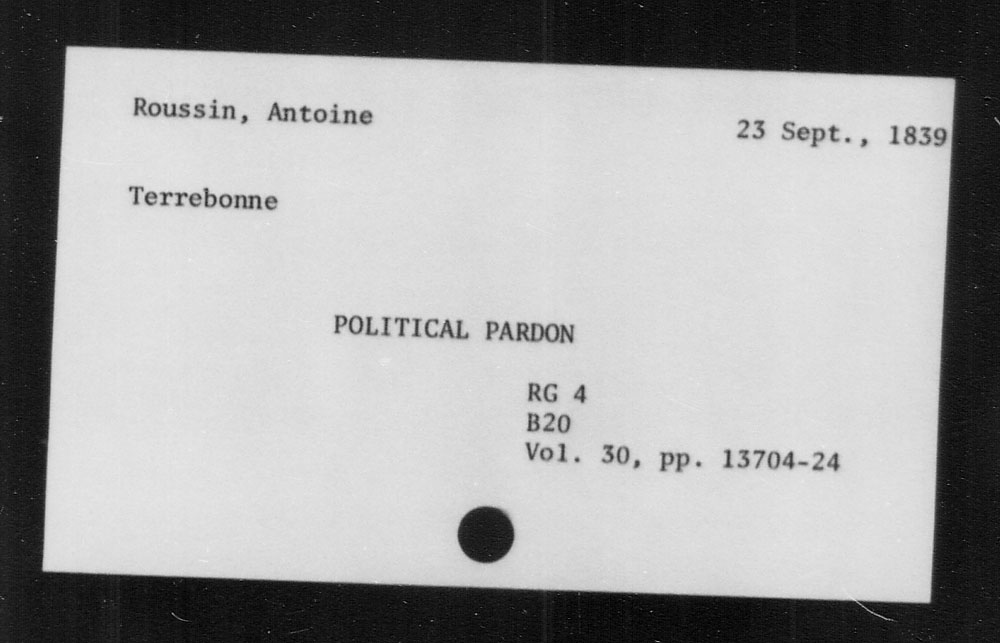 Roussin, Antoine
23 Sept., 1839
Terrebonne
POLITICAL PARDON
RG 4
B20
Vol. 30, pp. 13704-24